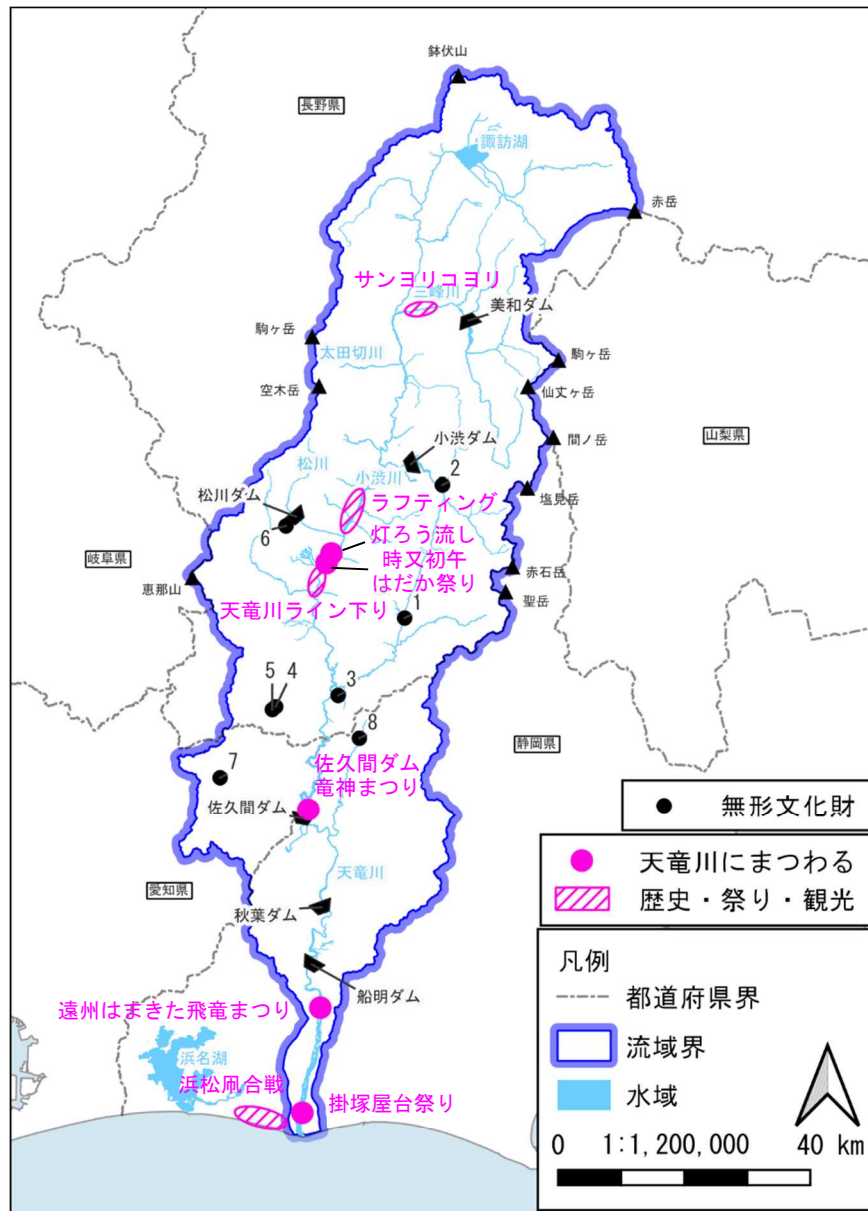 鉢伏山
長野県
諏訪湖
赤岳
サンヨリコヨリ
三峰川
美和ダム
駒ヶ岳
太田切川
駒ヶ岳
空木岳
仙丈ヶ岳
小渋ダム
間ノ岳
山梨県
松川
2
小渋川
塩見岳
松川ダム
ラフティング
6
灯ろう流し
時又初午
はだか祭り
岐阜県
恵那山
赤石岳
聖岳
天竜川ライン下り
1
5 4
3
8
静岡県
7
佐久間ダム
竜神まつり
佐久間ダム
天竜川
愛知県
秋葉ダム
船明ダム
遠州はまきた飛竜まつり
浜名湖
浜松凧合戦
掛塚屋台祭り
無形文化財
天竜川にまつわる
歴史・祭り・観光
凡例
都道府県界
流域界
水域
0 1:1,200,000 40 km